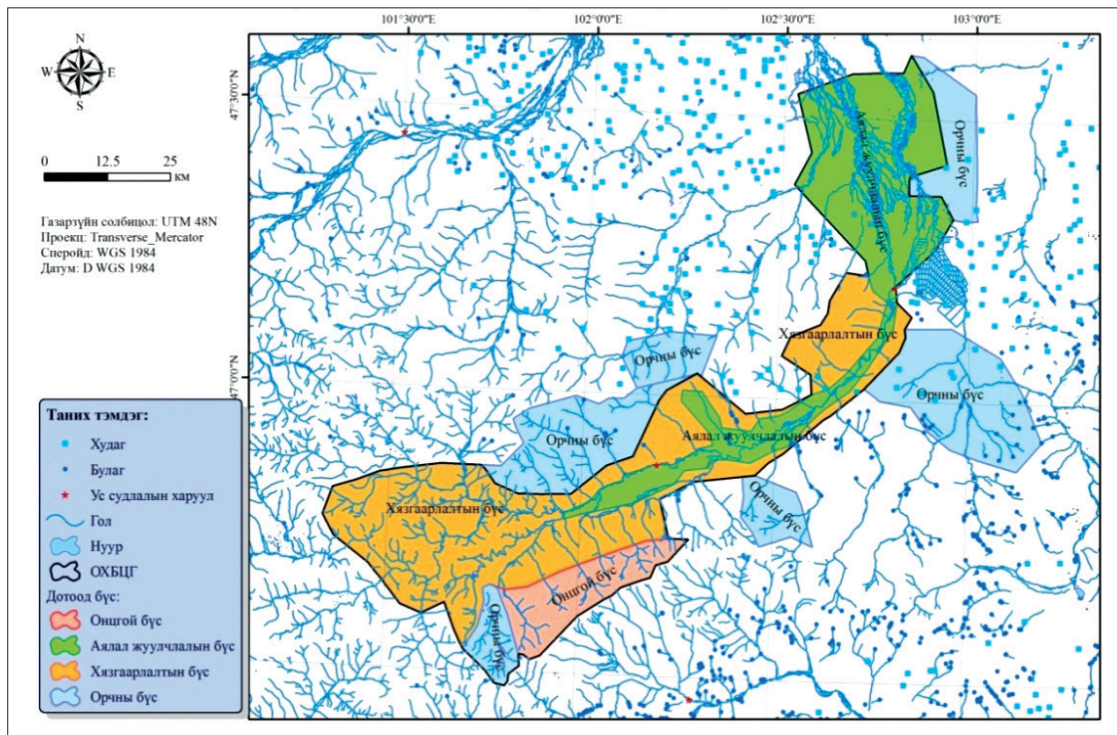 101°30'0"E 102°0'0"E 102°30'0"E 103°0'0"E
N
W E
S
47°30'0"N
47°0'0"N
0 12.5 25
км
Газарзүйн солбицол: UTM 48N
Проекц: Transverse_Mercator
Сперойд: WGS 1984
Датум: D WGS 1984
Аялал жуулчлалын бүс
Орчны бүс
Хязгаарлалтын бүс
Орчны бүс
Орчны бүс
Орчны бүс
Аялал жуулчлалын бүс
Орчны бүс
Хязгаарлалтын бүс
Онцгой бүс
Орчны бүс
Таних тэмдэг:
Худаг
Булаг
Ус судлалын харуул
Гол
Нуур
ОХБЦГ
Дотоод бүс:
Онцгой бүс
Аялал жуулчлалын бүс
Хязгаарлалтын бүс
Орчны бүс